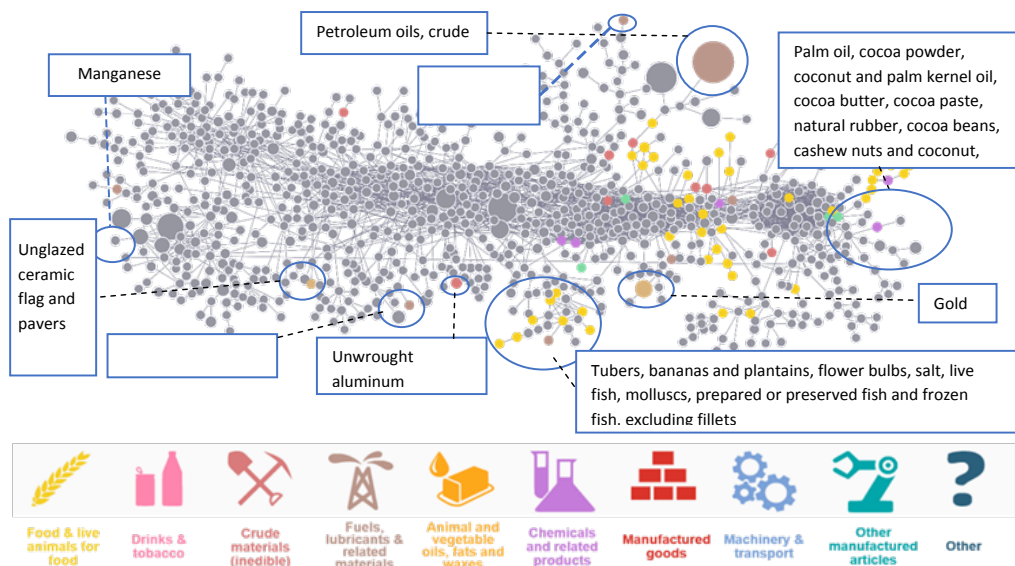 Petroleum oils, crude
Manganese
Palm oil, cocoa powder,
coconut and palm kernel oil,
cocoa butter, cocoa paste,
natural rubber, cocoa beans,
cashew nuts and coconut,
Unglazed
ceramic
flag and
pavers
Gold
Unwrought
aluminum
Tubers, bananas and plantains, flower bulbs, salt, live
fish, molluscs, prepared or preserved fish and frozen
fish, excluding fillets
Food & live
animals for
food
Drinks &
tobacco
Crude
materials
(inedible)
Fuels,
lubricants &
related
materials
Animal and
vegetable
oils, fats and
waxes
Chemicals
and related
products
Manufactured
goods
Machinery &
transport
Other
manufactured
articles
Other